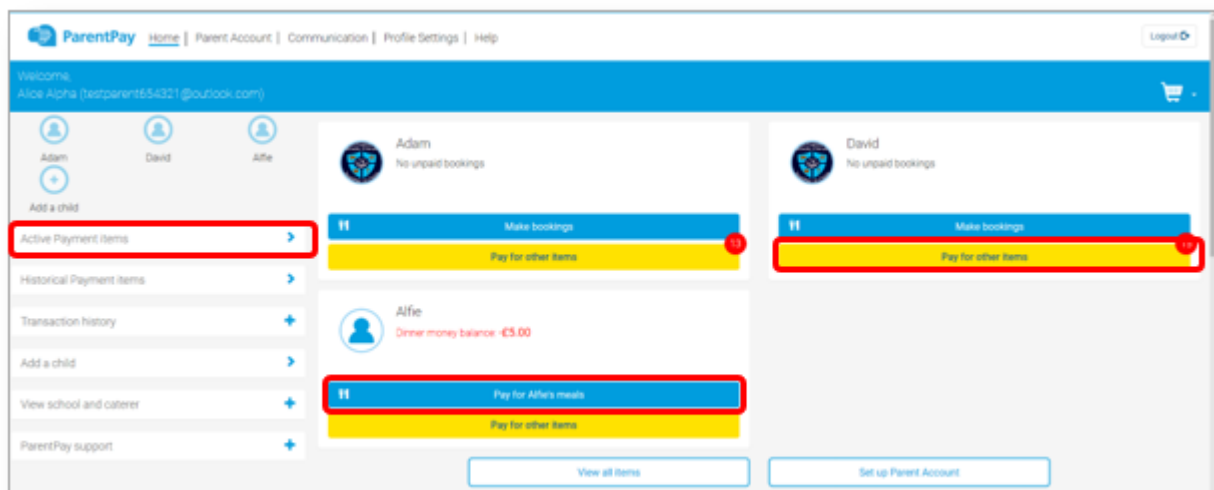 ParentPay Home | Parent Account | Communication | Profile Settings | Help
Logout
Welcome,
Alice Alpha (testparent654321@outlook.com)
Adam David Alfie
Add a child
Active Payment items
Historical Payment items
Transaction history
Add a child
View school and caterer
ParentPay support
Adam
No unpaid bookings
Make bookings
13
Pay for other items
David
No unpaid bookings
Make bookings
Pay for other items
Alfie
Dinner money balance: -£5.00
Pay for Alfie's meals
Pay for other items
View all items
Set up Parent Account